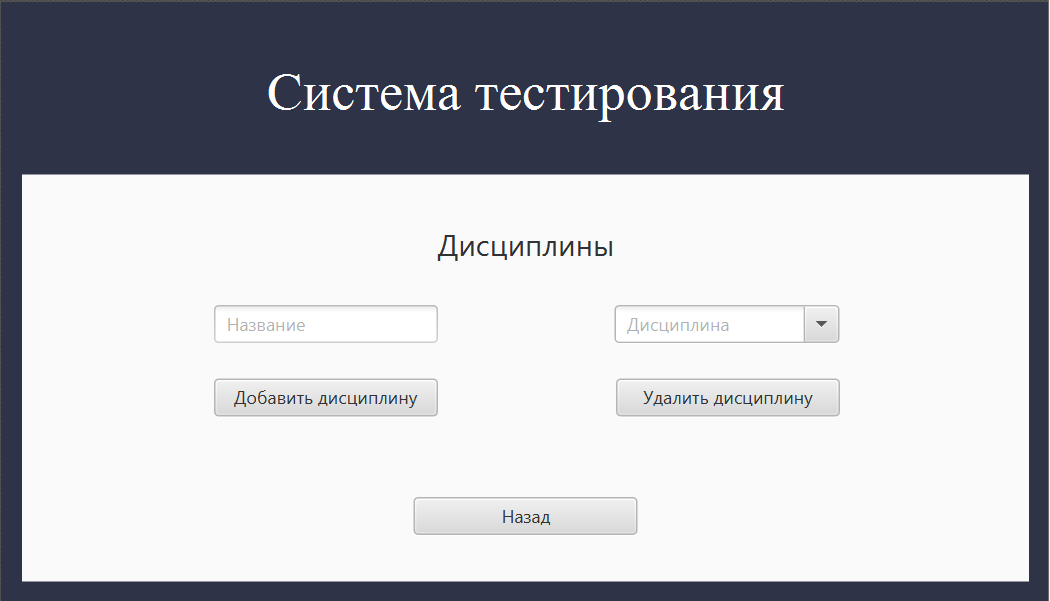 Система тестирования
Дисциплины
Название
Дисциплина
Добавить дисциплину
Удалить дисциплину
Назад